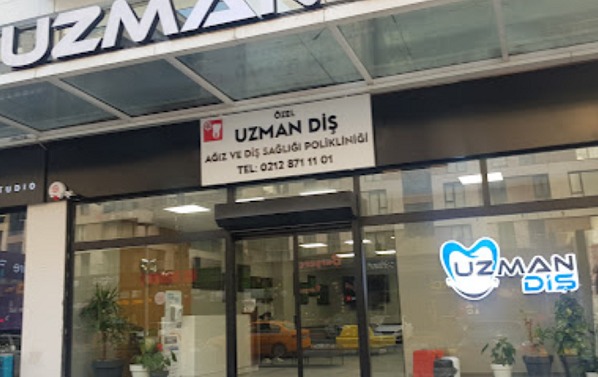 UZMAN
ÖZEL
UZMAN DİŞ
AĞIZ VE DİŞ SAĞLIĞI POLİKLİNİĞİ
TEL: 0212 871 11 01
TUDIO
UZMAN
DİŞ